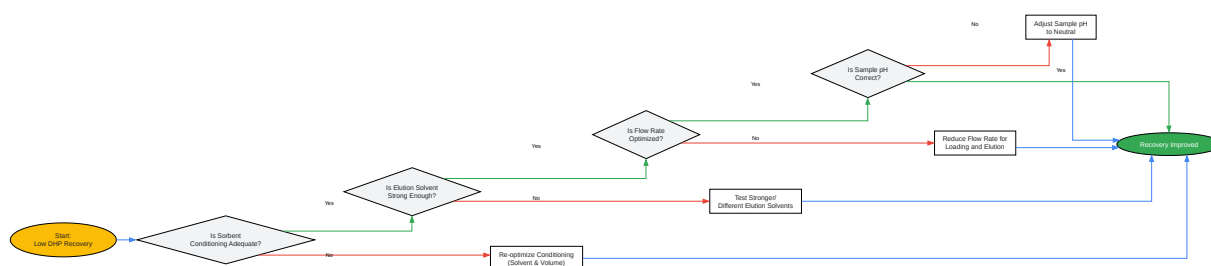 Start:
Low DHP Recovery
Is Sorbent
Conditioning Adequate?
Yes
No
Re-optimize Conditioning
(Solvent & Volume)
Is Elution Solvent
Strong Enough?
Yes
No
Test Stronger/
Different Elution Solvents
Is Flow Rate
Optimized?
Yes
No
Reduce Flow Rate for
Loading and Elution
Is Sample pH
Correct?
No
Yes
Adjust Sample pH
to Neutral
Recovery Improved